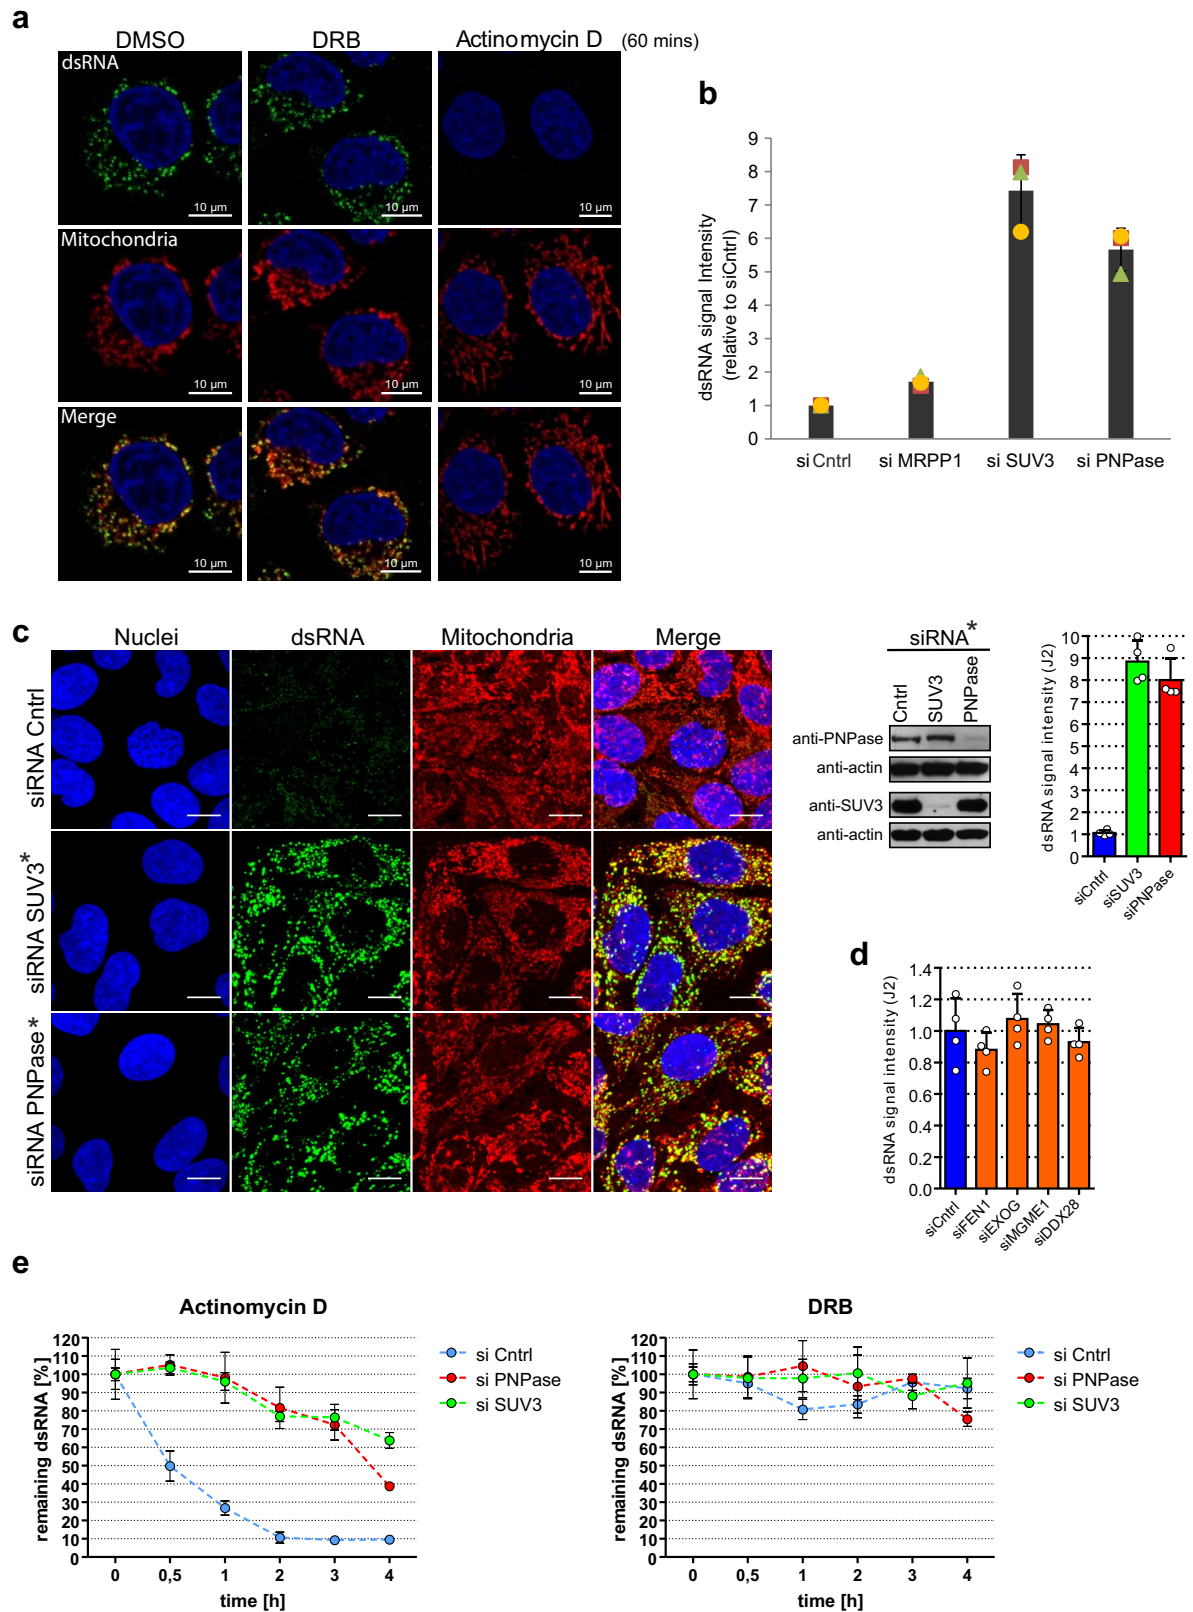 a
DMSO DRB Actinomycin D (60 mins)
dsRNA
10 µm 10 µm 10 µm
Mitochondria
10 µm 10 µm 10 µm
Merge
10 µm 10 µm 10 µm
b
dsRNA signal Intensity
(relative to siCntrl)
9
8
7
6
5
4
3
2
1
0
si Cntrl si MRPP1 si SUV3 si PNPase
c
Nuclei dsRNA Mitochondria Merge
siRNA Cntrl
siRNA SUV3*
siRNA PNPase*
siRNA*
Cntrl SUV3 PNPase
anti-PNPase
anti-actin
anti-SUV3
anti-actin
dsRNA signal intensity (J2)
10
9
8
7
6
5
4
3
2
1
0
siCntrl siSUV3 siPNPase
d
dsRNA signal intensity (J2)
1.4
1.2
1.0
0.8
0.6
0.4
0.2
0.0
siCntrl siFEN1 siEXOG siMGME1 siDDX28
e
Actinomycin D
remaining dsRNA [%]
120
110
100
90
80
70
60
50
40
30
20
10
0
0 0,5 1 2 3 4
time [h]
si Cntrl
si PNPase
si SUV3
DRB
remaining dsRNA [%]
120
110
100
90
80
70
60
50
40
30
20
10
0
0 0,5 1 2 3 4
time [h]
si Cntrl
si PNPase
si SUV3